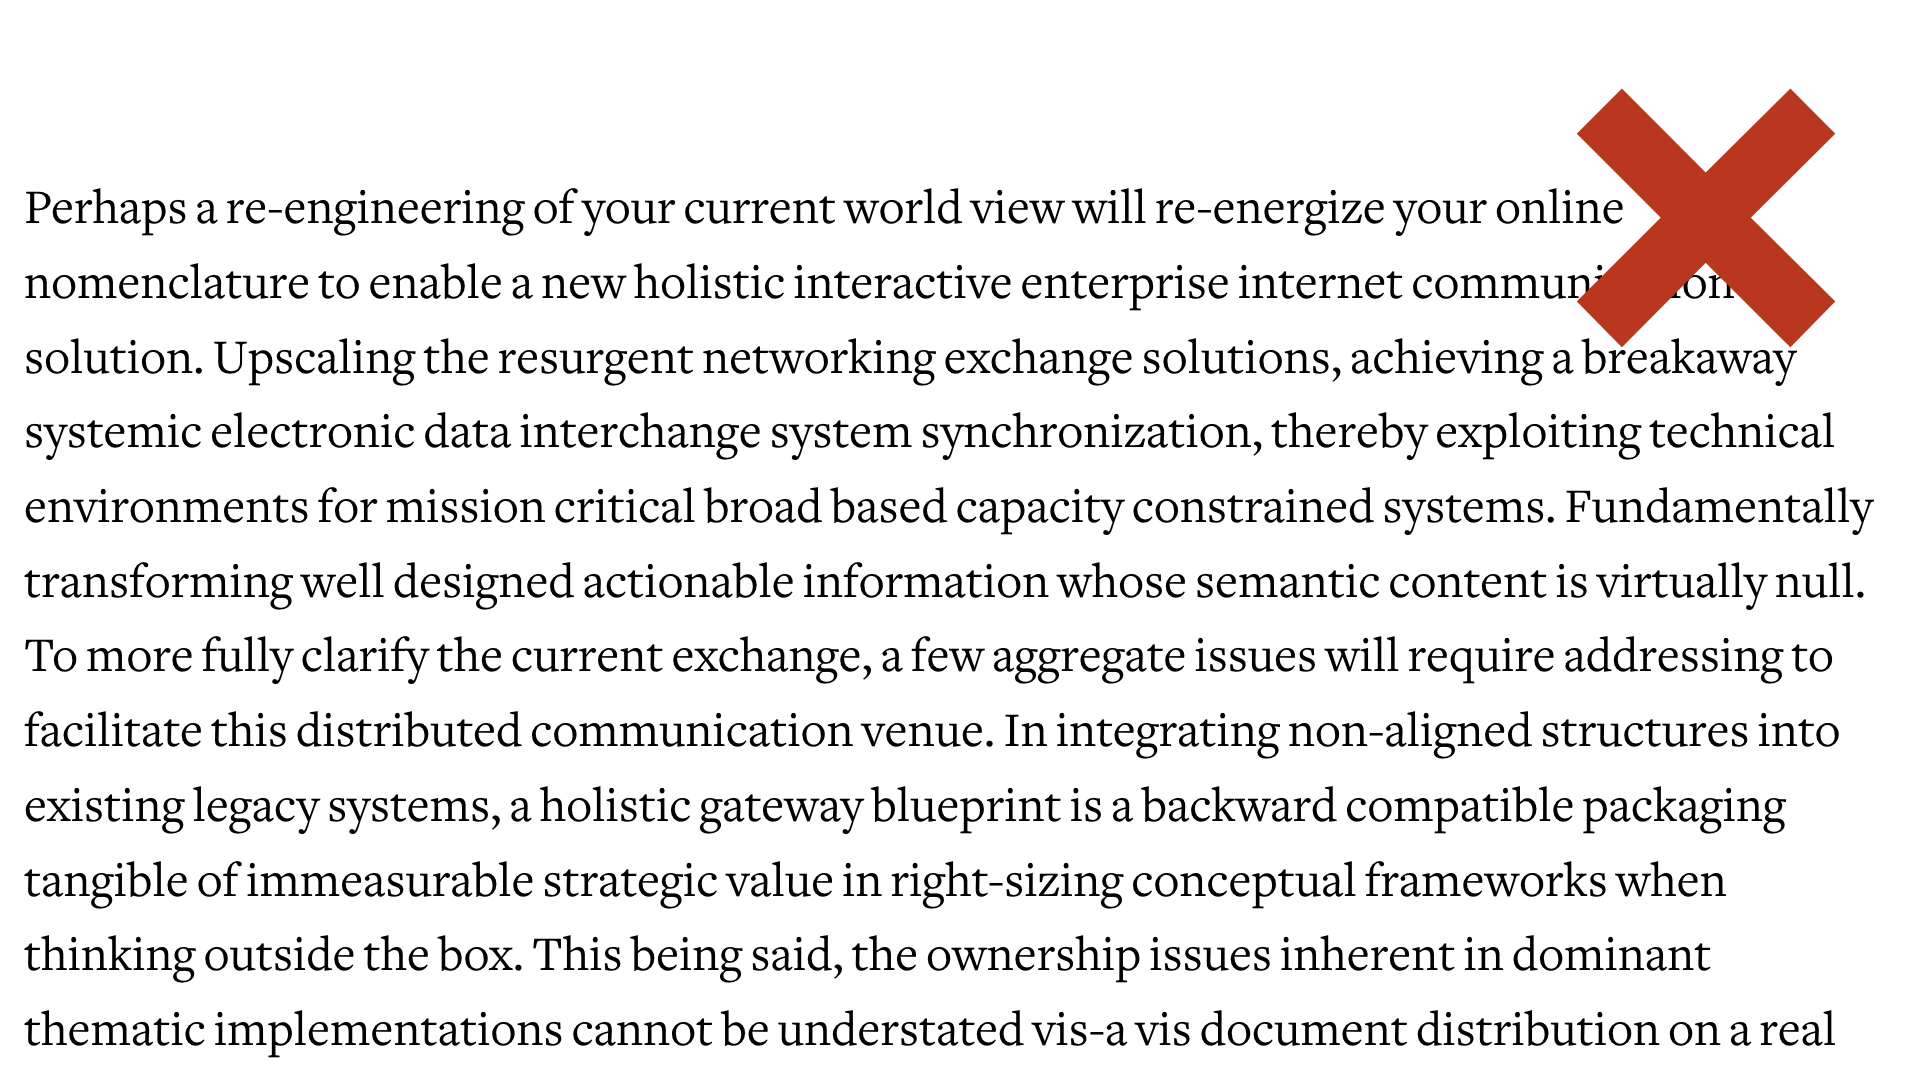 Perhaps a re-engineering of your current world view will re-energize your online
nomenclature to enable a new holistic interactive enterprise internet
solution. Upscaling the resurgent networking exchange solutions, achieving a breakaway
systemic electronic data interchange system synchronization, thereby exploiting technical
environments for mission critical broad based capacity constrained systems. Fundamentally
transforming well designed actionable information whose semantic content is virtually null.
To more fully clarify the current exchange, a few aggregate issues will require addressing to
facilitate this distributed communication venue. In integrating non-aligned structures into
existing legacy systems, a holistic gateway blueprint is a backward compatible packaging
tangible of immeasurable strategic value in right-sizing conceptual frameworks when
thinking outside the box. This being said, the ownership issues inherent in dominant
thematic implementations cannot be understated vis-a vis document distribution on a real